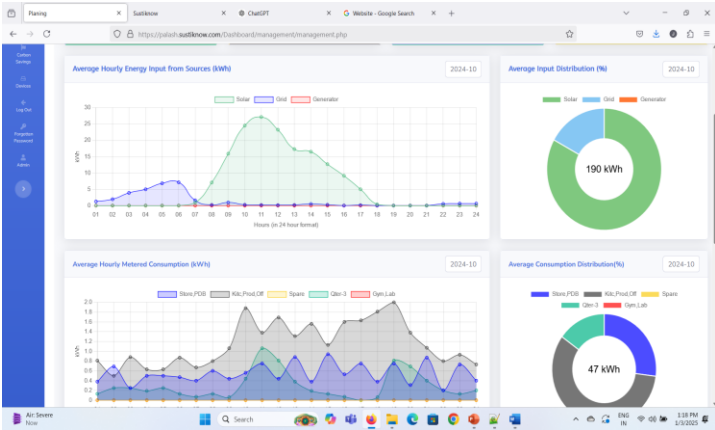 Planing
Sustiknow
ChatGPT
Website - Google Search
https://palash.sustiknow.com/Dashboard/management/management.php
Carbon
Savings
Devices
Log Out
Forgotten
Password
Admin
Average Hourly Energy Input from Sources (kWh)
2024-10
Solar Grid Generator
kWh
30
25
20
15
10
5
0
01 02 03 04 05 06 07 08 09 10 11 12 13 14 15 16 17 18 19 20 21 22 23 24
Hours (in 24 hour format)
Average Input Distribution (%)
2024-10
Solar Grid Generator
190 kWh
Average Hourly Metered Consumption (kWh)
2024-10
Store,PDB Kitc,Prod,Off Spare Qter-3 Gym,Lab
kWh
2.0
1.8
1.6
1.4
1.2
1.0
0.8
0.6
0.4
0.2
0
Average Consumption Distribution(%)
2024-10
Store,PDB Kitc,Prod,Off Spare
Qter-3 Gym,Lab
47 kWh
Air: Severe
Now
Search
ENG
IN
1:18 PM
1/3/2025